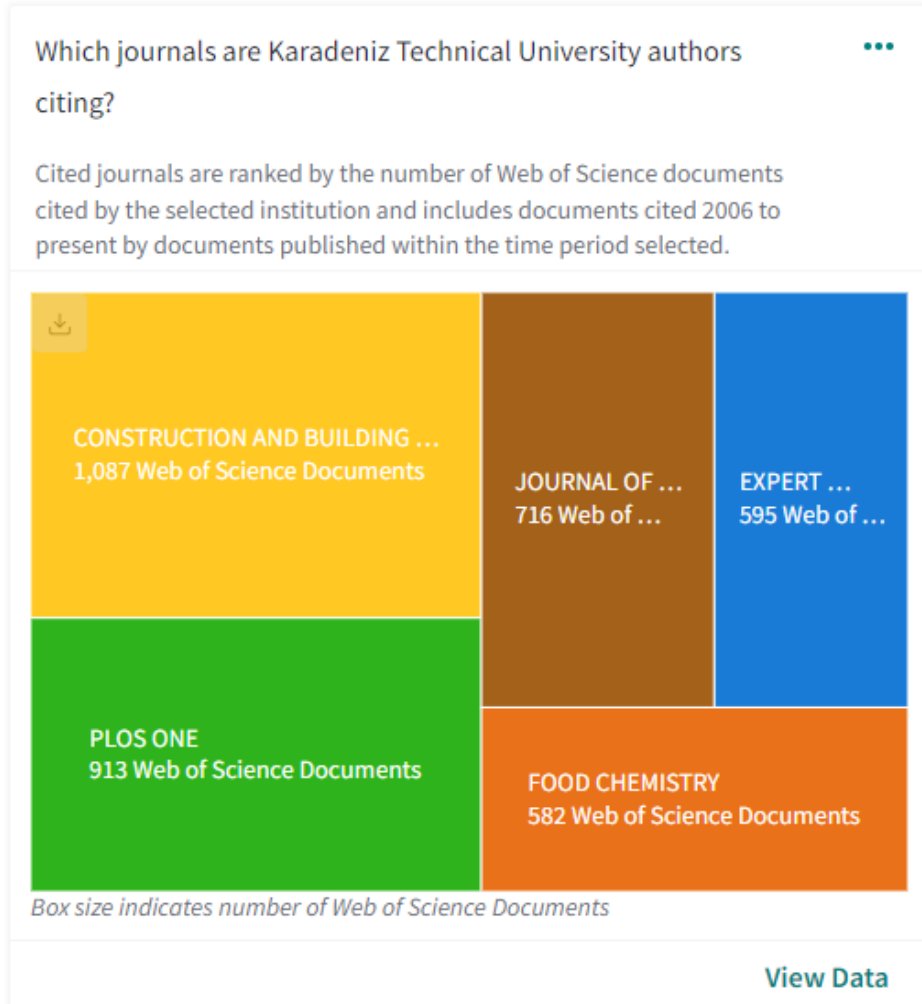 Which journals are Karadeniz Technical University authors
citing?
Cited journals are ranked by the number of Web of Science documents
cited by the selected institution and includes documents cited 2006 to
present by documents published within the time period selected.
CONSTRUCTION AND BUILDING ...
1,087 Web of Science Documents
JOURNAL OF ...
716 Web of ...
EXPERT ...
595 Web of ...
PLOS ONE
913 Web of Science Documents
FOOD CHEMISTRY
582 Web of Science Documents
Box size indicates number of Web of Science Documents
View Data